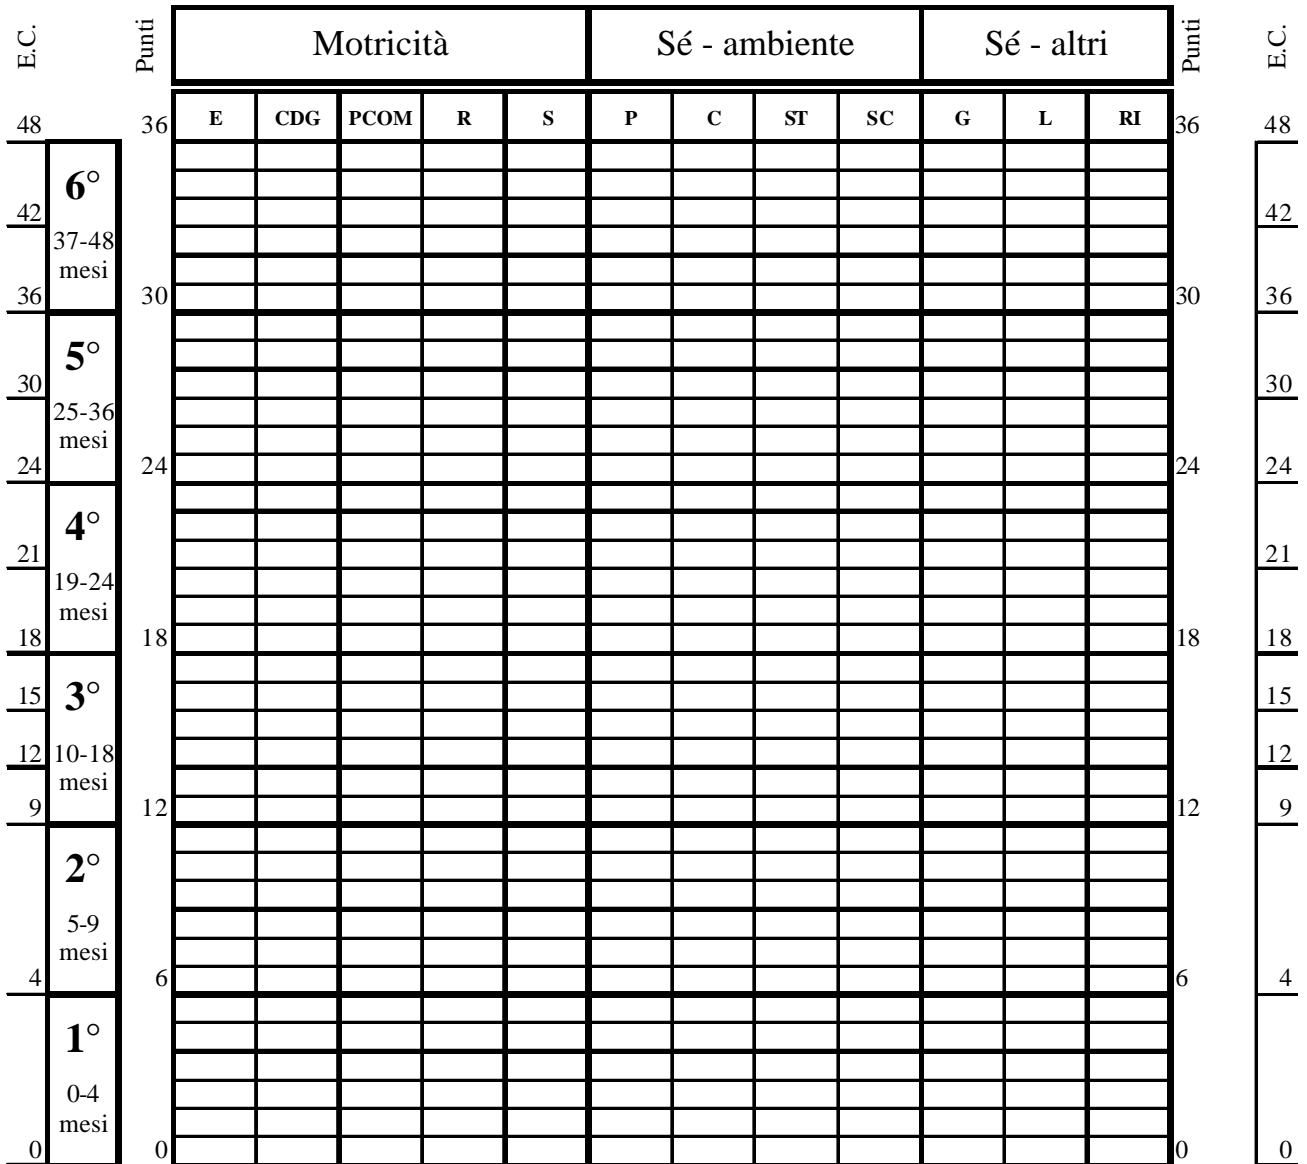 E.C. Punti Motricità Sé - ambiente Sé - altri Punti E.C.
48 36 E CDG PCOM R S P C ST SC G L RI 36 48
6°
42 42
37-48
mesi
36 30 30 36
5°
30 30
25-36
mesi
24 24 24 24
4°
21 21
19-24
mesi
18 18 18 18
15 3° 15
12 10-18 12
mesi
9 12 12 9
2°
5-9
mesi
4 6 6 4
1°
0-4
mesi
0 0 0 0